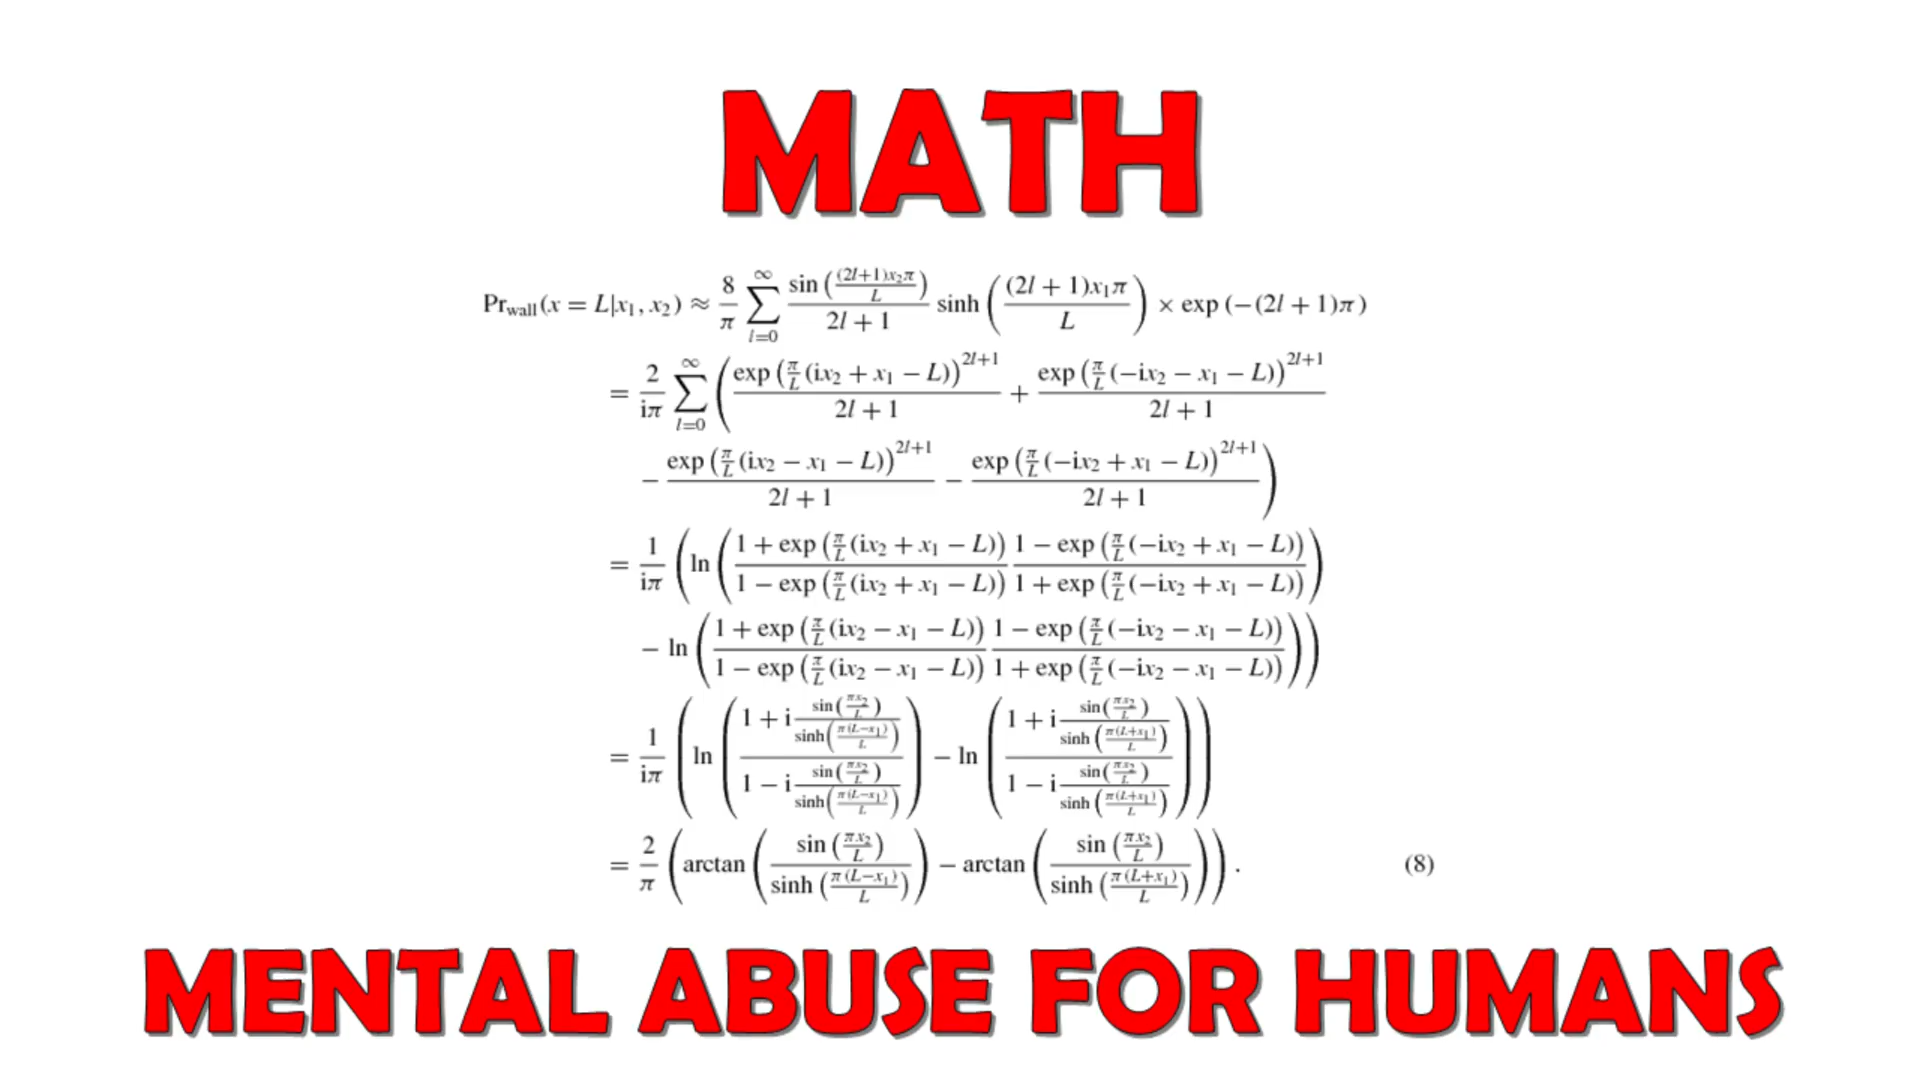 MATH
Pr_wall(x = L|x₁, x₂) ≈ 8/π ∑_{l=0}^{∞} sin((2l+1)x₂π/L)/(2l + 1) sinh((2l + 1)x₁π/L) × exp(−(2l + 1)π)
= 2/(iπ) ∑_{l=0}^{∞} (exp(π/L (ix₂ + x₁ − L))^{2l+1}/(2l + 1) + exp(π/L (−ix₂ − x₁ − L))^{2l+1}/(2l + 1)
− exp(π/L (ix₂ − x₁ − L))^{2l+1}/(2l + 1) − exp(π/L (−ix₂ + x₁ − L))^{2l+1}/(2l + 1))
= 1/(iπ) (ln((1 + exp(π/L (ix₂ + x₁ − L)))/(1 − exp(π/L (ix₂ + x₁ − L))) (1 − exp(π/L (−ix₂ + x₁ − L)))/(1 + exp(π/L (−ix₂ + x₁ − L))))
− ln((1 + exp(π/L (ix₂ − x₁ − L)))/(1 − exp(π/L (ix₂ − x₁ − L))) (1 − exp(π/L (−ix₂ − x₁ − L)))/(1 + exp(π/L (−ix₂ − x₁ − L)))))
= 1/(iπ) (ln((1 + i sin(πx₂/L)/sinh(π(L−x₁)/L))/(1 − i sin(πx₂/L)/sinh(π(L−x₁)/L))) − ln((1 + i sin(πx₂/L)/sinh(π(L+x₁)/L))/(1 − i sin(πx₂/L)/sinh(π(L+x₁)/L))))
= 2/π (arctan(sin(πx₂/L)/sinh(π(L−x₁)/L)) − arctan(sin(πx₂/L)/sinh(π(L+x₁)/L))). (8)
MENTAL ABUSE FOR HUMANS